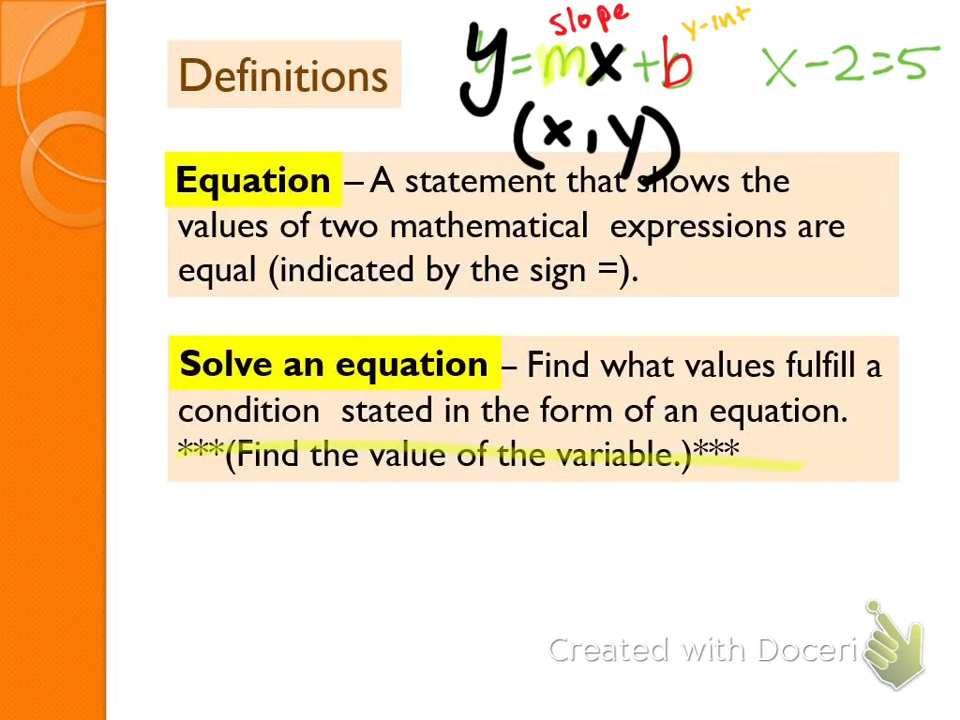 slope
y-int
Definitions
y = mx + b
x - 2 = 5
(x, y)
Equation – A statement that shows the
values of two mathematical expressions are
equal (indicated by the sign =).
Solve an equation – Find what values fulfill a
condition stated in the form of an equation.
***(Find the value of the variable.)***
Created with Doceri